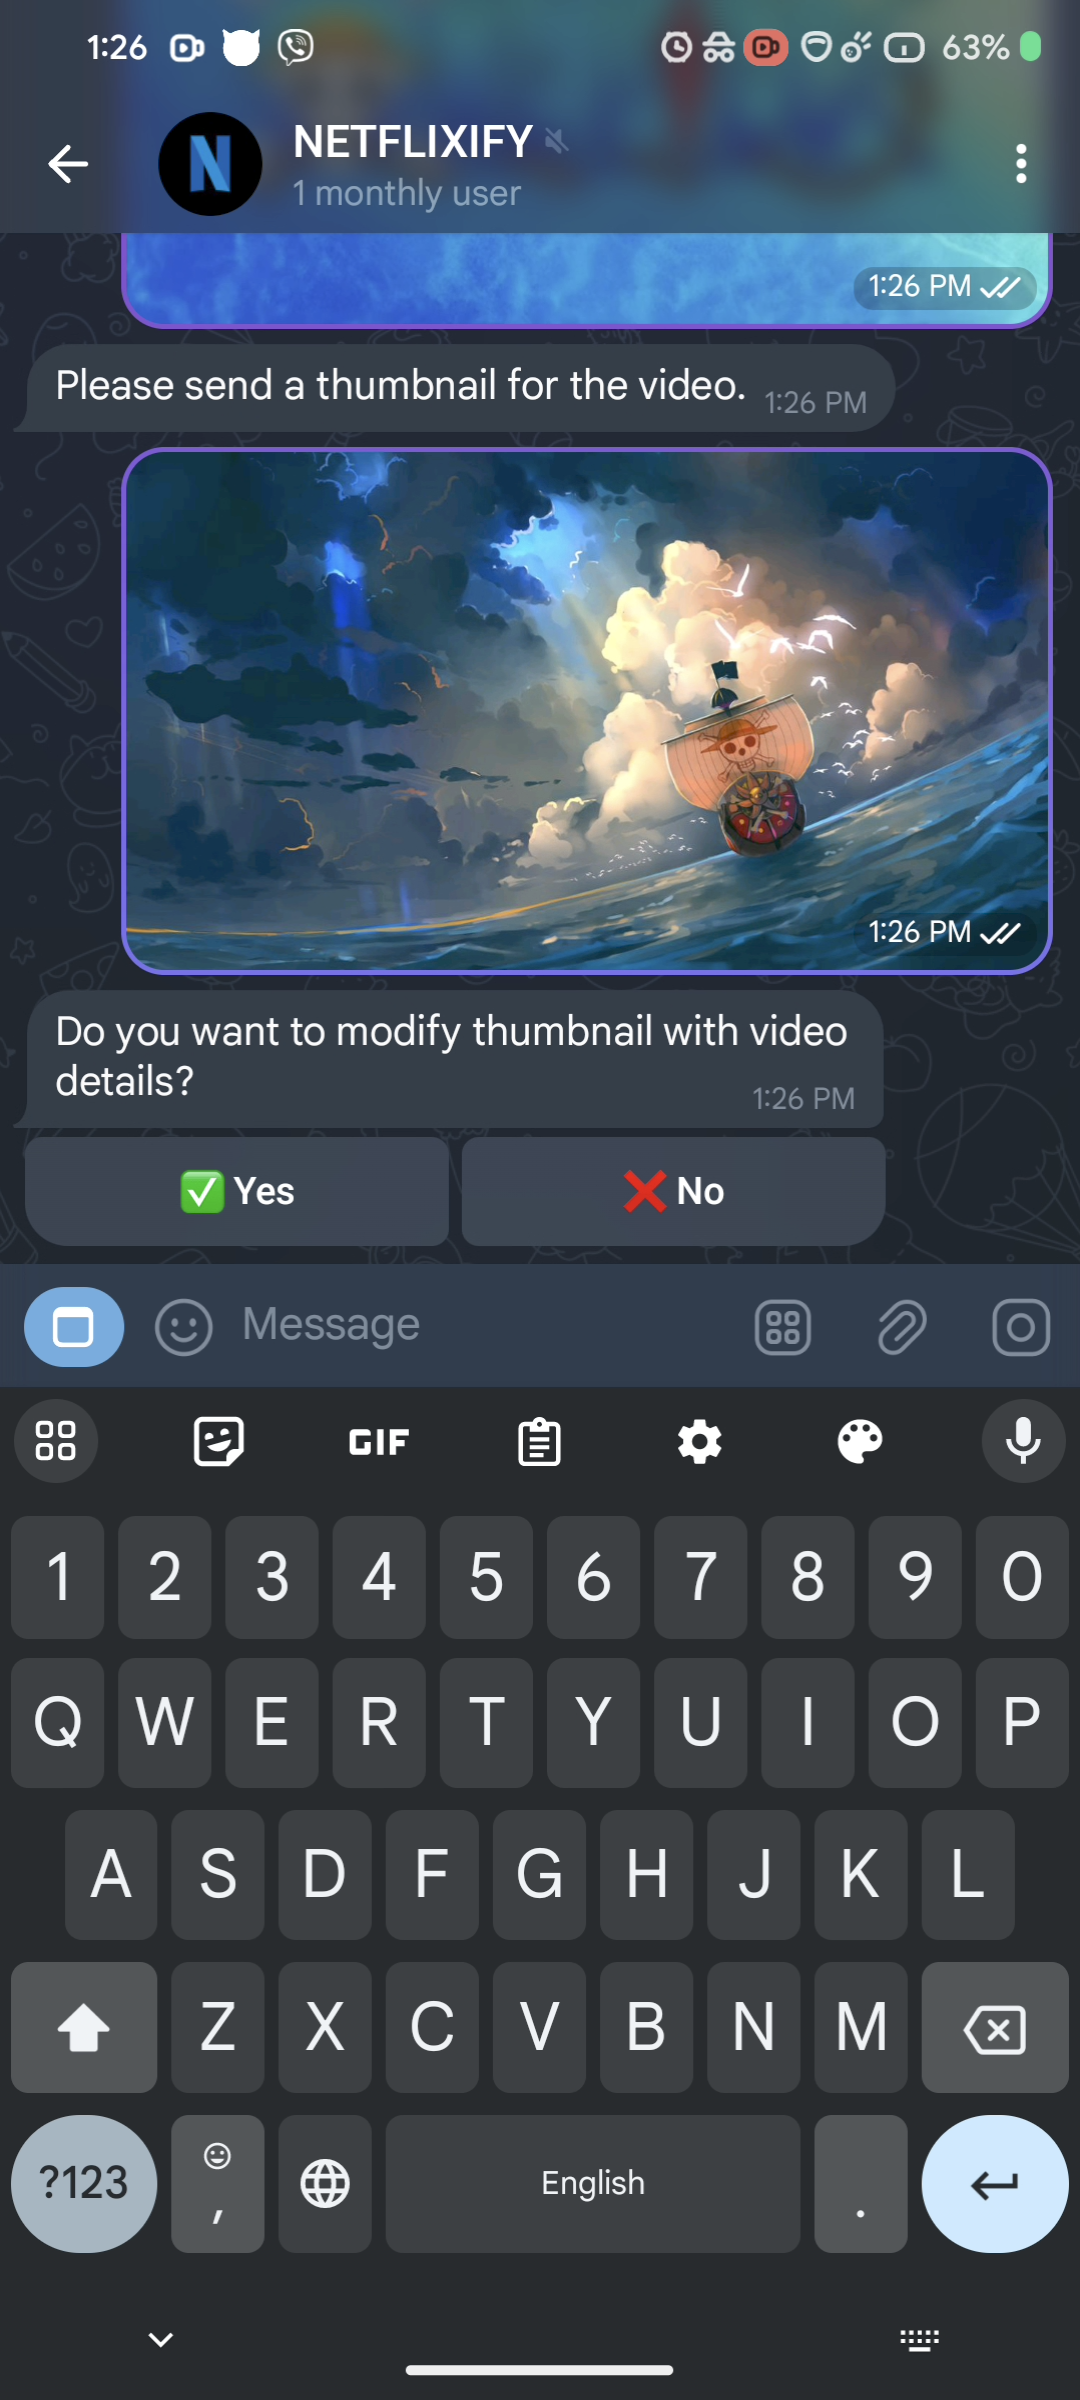 1:26
63%
N
NETFLIXIFY
1 monthly user
1:26 PM
Please send a thumbnail for the video.
1:26 PM
1:26 PM
Do you want to modify thumbnail with video
details?
1:26 PM
✅ Yes
❌ No
Message
GIF
1 2 3 4 5 6 7 8 9 0
Q W E R T Y U I O P
A S D F G H J K L
Z X C V B N M
?123 , English .